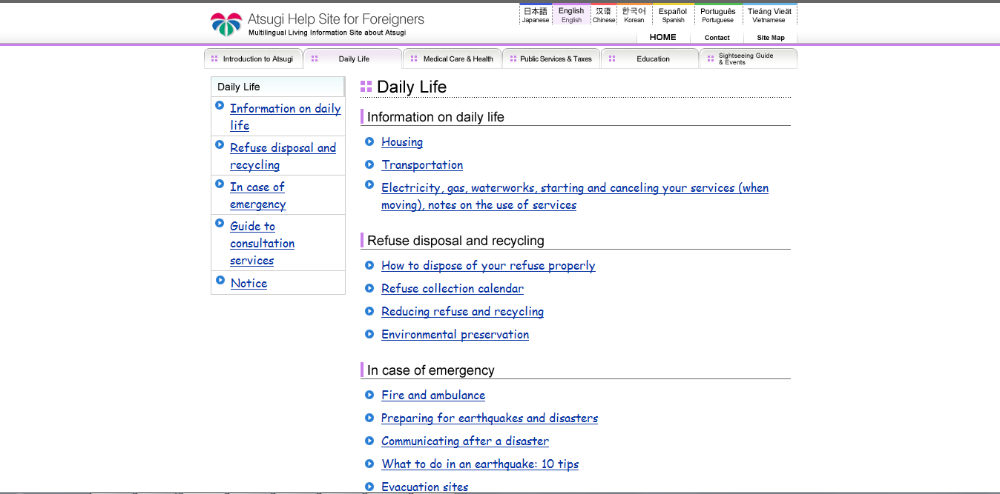 Atsugi Help Site for Foreigners
Multilingual Living Information Site about Atsugi
日本語 English 汉语 한국어 Español Português Tieáng Vieät
Japanese English Chinese Korean Spanish Portuguese Vietnamese
HOME Contact Site Map
Introduction to Atsugi
Daily Life
Medical Care & Health
Public Services & Taxes
Education
Sightseeing Guide
& Events
Daily Life
Information on daily
life
Refuse disposal and
recycling
In case of
emergency
Guide to
consultation
services
Notice
Daily Life
Information on daily life
Housing
Transportation
Electricity, gas, waterworks, starting and canceling your services (when
moving), notes on the use of services
Refuse disposal and recycling
How to dispose of your refuse properly
Refuse collection calendar
Reducing refuse and recycling
Environmental preservation
In case of emergency
Fire and ambulance
Preparing for earthquakes and disasters
Communicating after a disaster
What to do in an earthquake: 10 tips
Evacuation sites